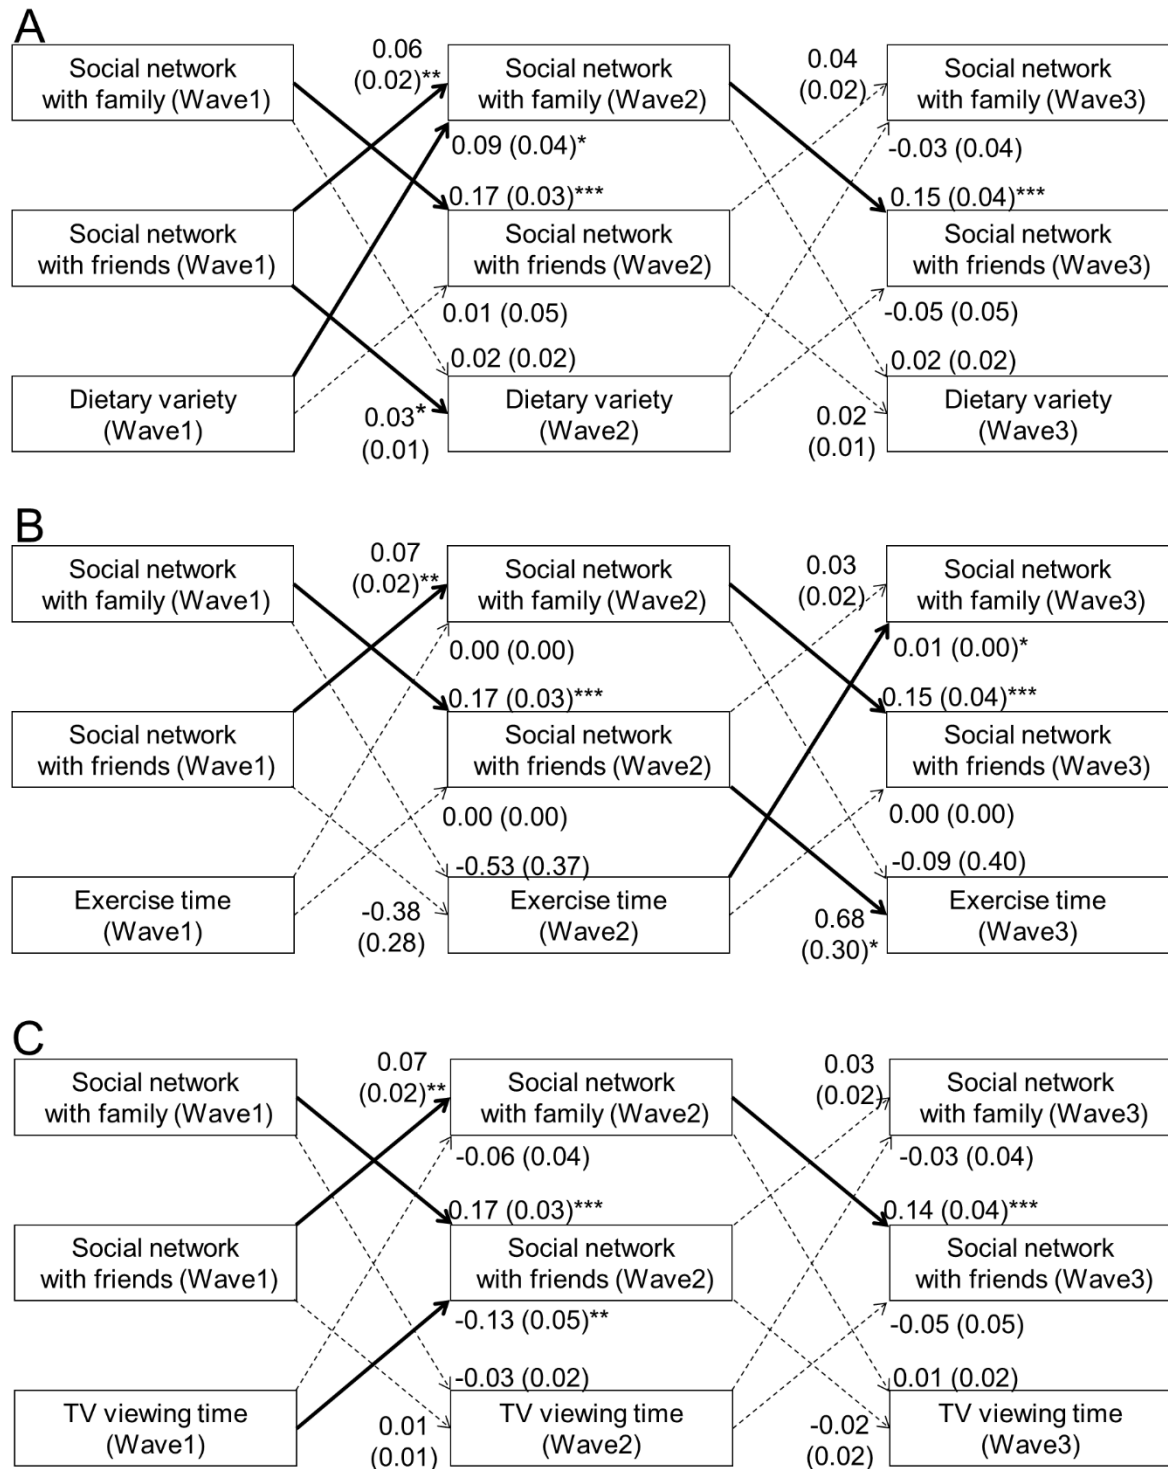 A
Social network
with family (Wave1)
0.06
(0.02)**
Social network
with family (Wave2)
0.04
(0.02)
Social network
with family (Wave3)
0.09 (0.04)*
-0.03 (0.04)
0.17 (0.03)***
0.15 (0.04)***
Social network
with friends (Wave1)
Social network
with friends (Wave2)
Social network
with friends (Wave3)
0.01 (0.05)
-0.05 (0.05)
0.02 (0.02)
0.02 (0.02)
Dietary variety
(Wave1)
0.03*
(0.01)
Dietary variety
(Wave2)
0.02
(0.01)
Dietary variety
(Wave3)
B
Social network
with family (Wave1)
0.07
(0.02)**
Social network
with family (Wave2)
0.03
(0.02)
Social network
with family (Wave3)
0.00 (0.00)
0.01 (0.00)*
0.17 (0.03)***
0.15 (0.04)***
Social network
with friends (Wave1)
Social network
with friends (Wave2)
Social network
with friends (Wave3)
0.00 (0.00)
0.00 (0.00)
-0.53 (0.37)
-0.09 (0.40)
Exercise time
(Wave1)
-0.38
(0.28)
Exercise time
(Wave2)
0.68
(0.30)*
Exercise time
(Wave3)
C
Social network
with family (Wave1)
0.07
(0.02)**
Social network
with family (Wave2)
0.03
(0.02)
Social network
with family (Wave3)
-0.06 (0.04)
-0.03 (0.04)
0.17 (0.03)***
0.14 (0.04)***
Social network
with friends (Wave1)
Social network
with friends (Wave2)
Social network
with friends (Wave3)
-0.13 (0.05)**
-0.05 (0.05)
-0.03 (0.02)
0.01 (0.02)
TV viewing time
(Wave1)
0.01
(0.01)
TV viewing time
(Wave2)
-0.02
(0.02)
TV viewing time
(Wave3)